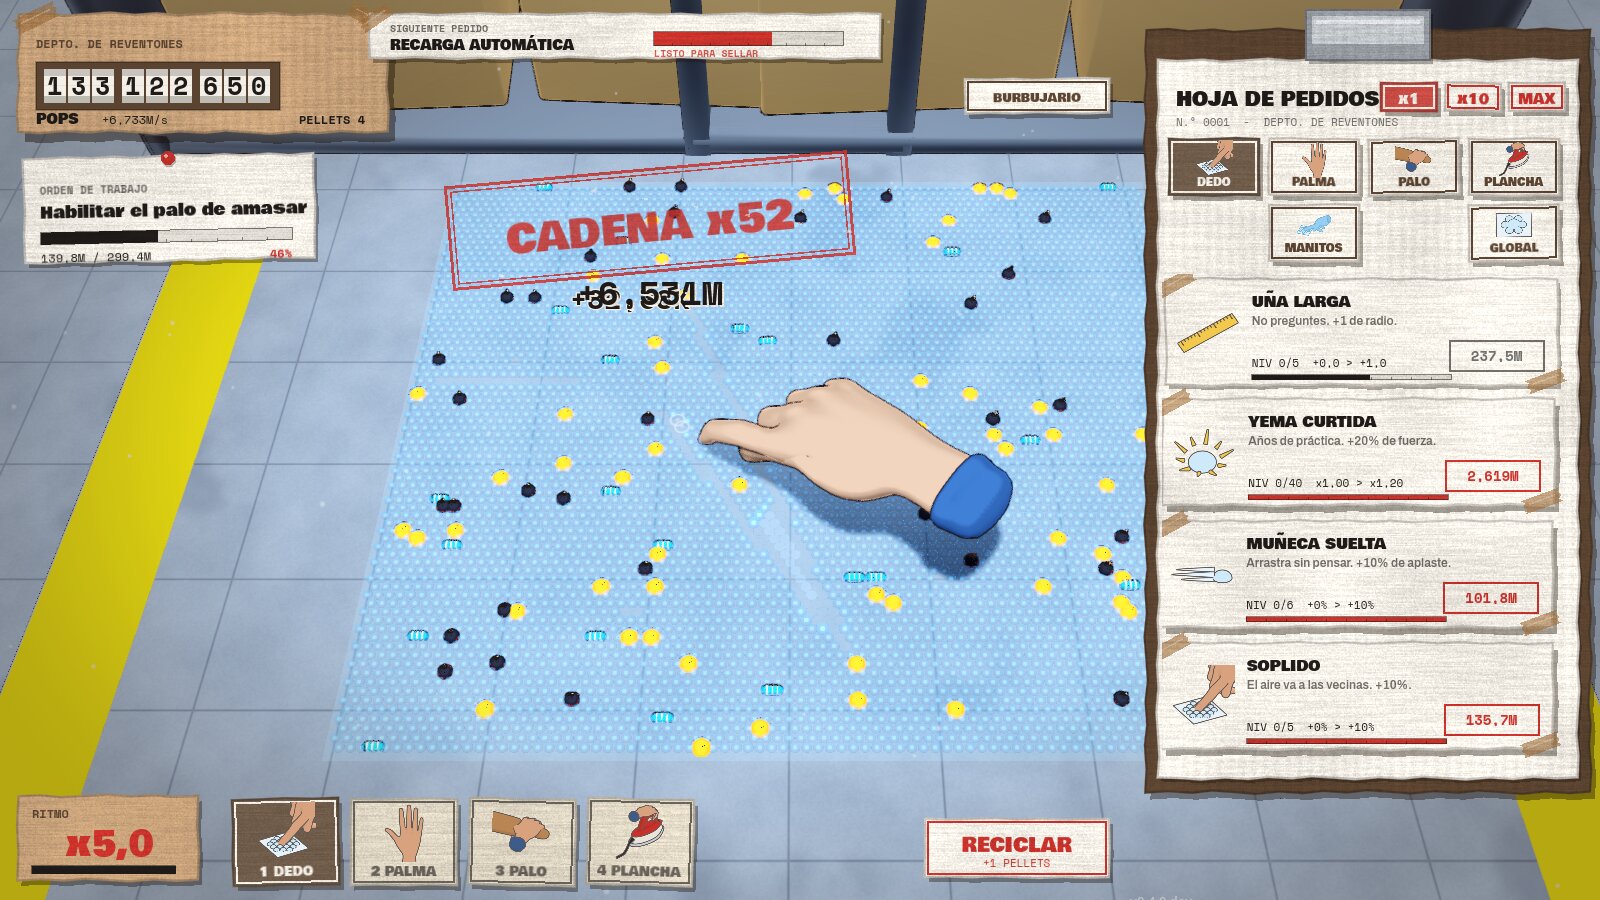 DEPTO. DE REVENTONES
133 122 650
POPS +6,733M/s PELLETS 4
SIGUIENTE PEDIDO
RECARGA AUTOMÁTICA
LISTO PARA SELLAR
BURBUJARIO
ORDEN DE TRABAJO
Habilitar el palo de amasar
139,8M / 299,4M 46%
CADENA x52
+6,531M
HOJA DE PEDIDOS x1 x10 MAX
N.° 0001 - DEPTO. DE REVENTONES
DEDO PALMA PALO PLANCHA
MANITOS GLOBAL
UÑA LARGA
No preguntes. +1 de radio.
NIV 0/5 +0,0 > +1,0 237,5M
YEMA CURTIDA
Años de práctica. +20% de fuerza.
NIV 0/40 x1,00 > x1,20 2,619M
MUÑECA SUELTA
Arrastra sin pensar. +10% de aplaste.
NIV 0/6 +0% > +10% 101,8M
SOPLIDO
El aire va a las vecinas. +10%.
NIV 0/5 +0% > +10% 135,7M
RITMO
x5,0
1 DEDO 2 PALMA 3 PALO 4 PLANCHA
RECICLAR
+1 PELLETS